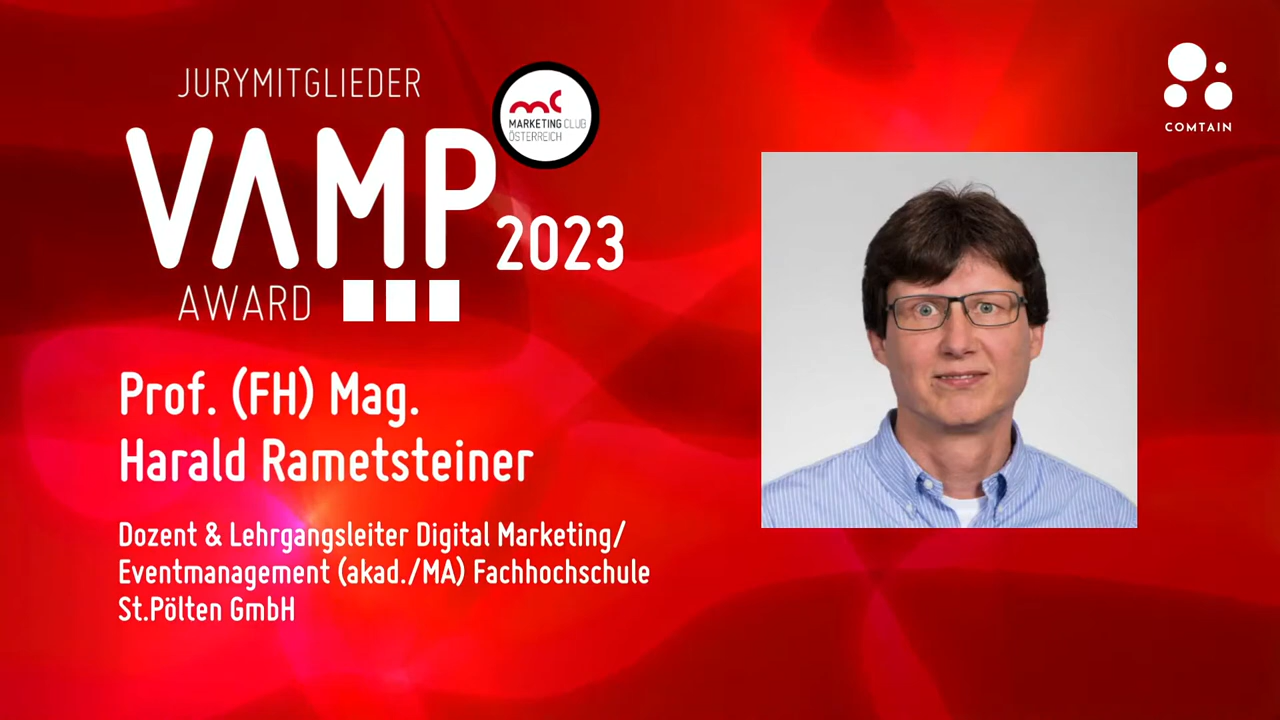 JURYMITGLIEDER
VAMP 2023
AWARD
mc
MARKETING CLUB
ÖSTERREICH
COMTAIN
Prof. (FH) Mag.
Harald Rametsteiner
Dozent & Lehrgangsleiter Digital Marketing/
Eventmanagement (akad./MA) Fachhochschule
St.Pölten GmbH